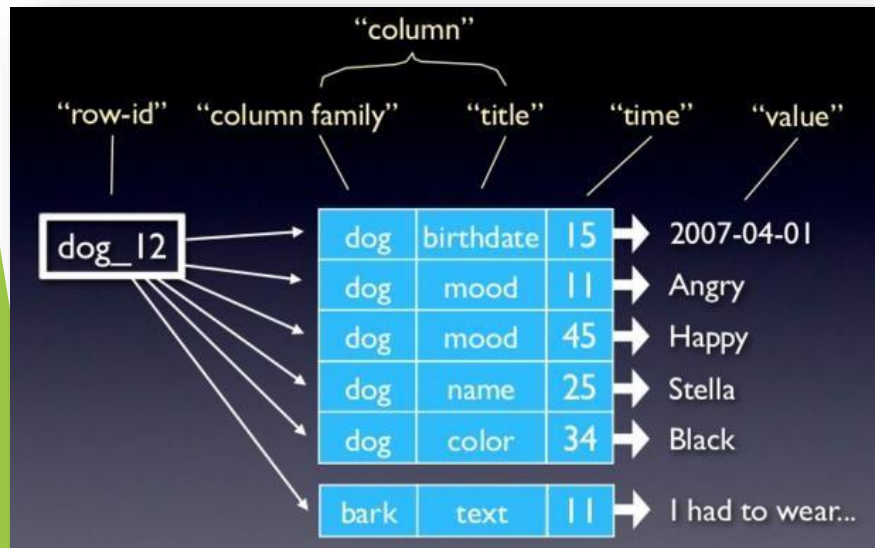 “column”
“row-id” “column family” “title” “time” “value”
dog_12
dog birthdate 15 2007-04-01
dog mood 11 Angry
dog mood 45 Happy
dog name 25 Stella
dog color 34 Black
bark text 11 I had to wear...